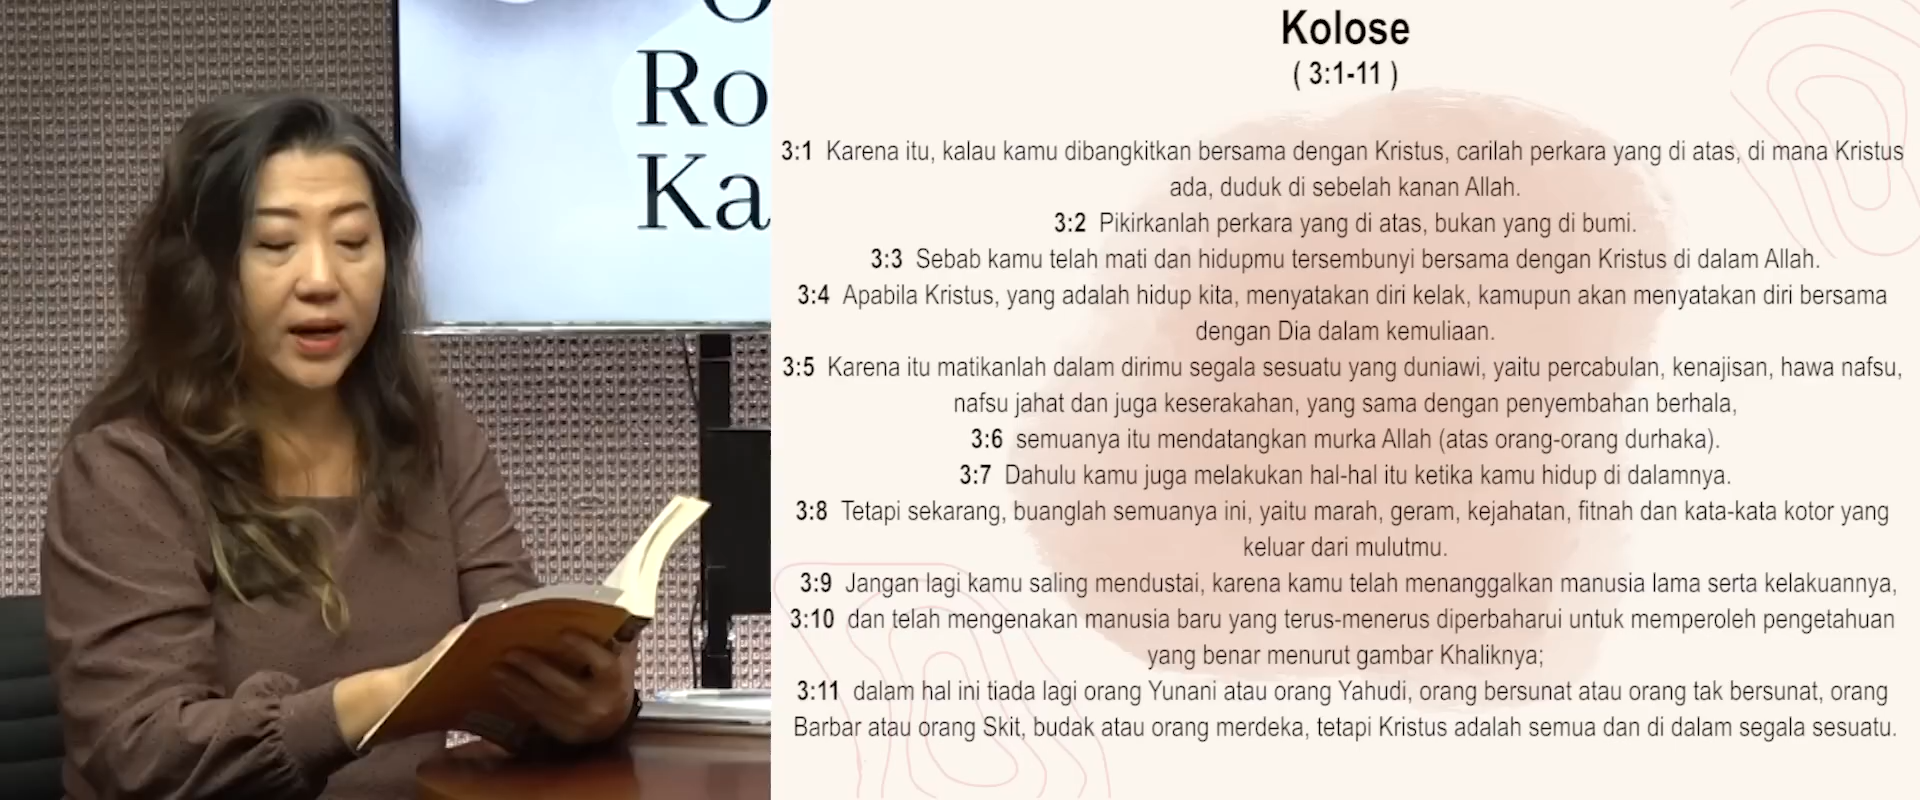 Ro
Ka
Kolose
( 3:1-11 )
3:1 Karena itu, kalau kamu dibangkitkan bersama dengan Kristus, carilah perkara yang di atas, di mana Kristus
ada, duduk di sebelah kanan Allah.
3:2 Pikirkanlah perkara yang di atas, bukan yang di bumi.
3:3 Sebab kamu telah mati dan hidupmu tersembunyi bersama dengan Kristus di dalam Allah.
3:4 Apabila Kristus, yang adalah hidup kita, menyatakan diri kelak, kamupun akan menyatakan diri bersama
dengan Dia dalam kemuliaan.
3:5 Karena itu matikanlah dalam dirimu segala sesuatu yang duniawi, yaitu percabulan, kenajisan, hawa nafsu,
nafsu jahat dan juga keserakahan, yang sama dengan penyembahan berhala,
3:6 semuanya itu mendatangkan murka Allah (atas orang-orang durhaka).
3:7 Dahulu kamu juga melakukan hal-hal itu ketika kamu hidup di dalamnya.
3:8 Tetapi sekarang, buanglah semuanya ini, yaitu marah, geram, kejahatan, fitnah dan kata-kata kotor yang
keluar dari mulutmu.
3:9 Jangan lagi kamu saling mendustai, karena kamu telah menanggalkan manusia lama serta kelakuannya,
3:10 dan telah mengenakan manusia baru yang terus-menerus diperbaharui untuk memperoleh pengetahuan
yang benar menurut gambar Khaliknya;
3:11 dalam hal ini tiada lagi orang Yunani atau orang Yahudi, orang bersunat atau orang tak bersunat, orang
Barbar atau orang Skit, budak atau orang merdeka, tetapi Kristus adalah semua dan di dalam segala sesuatu.